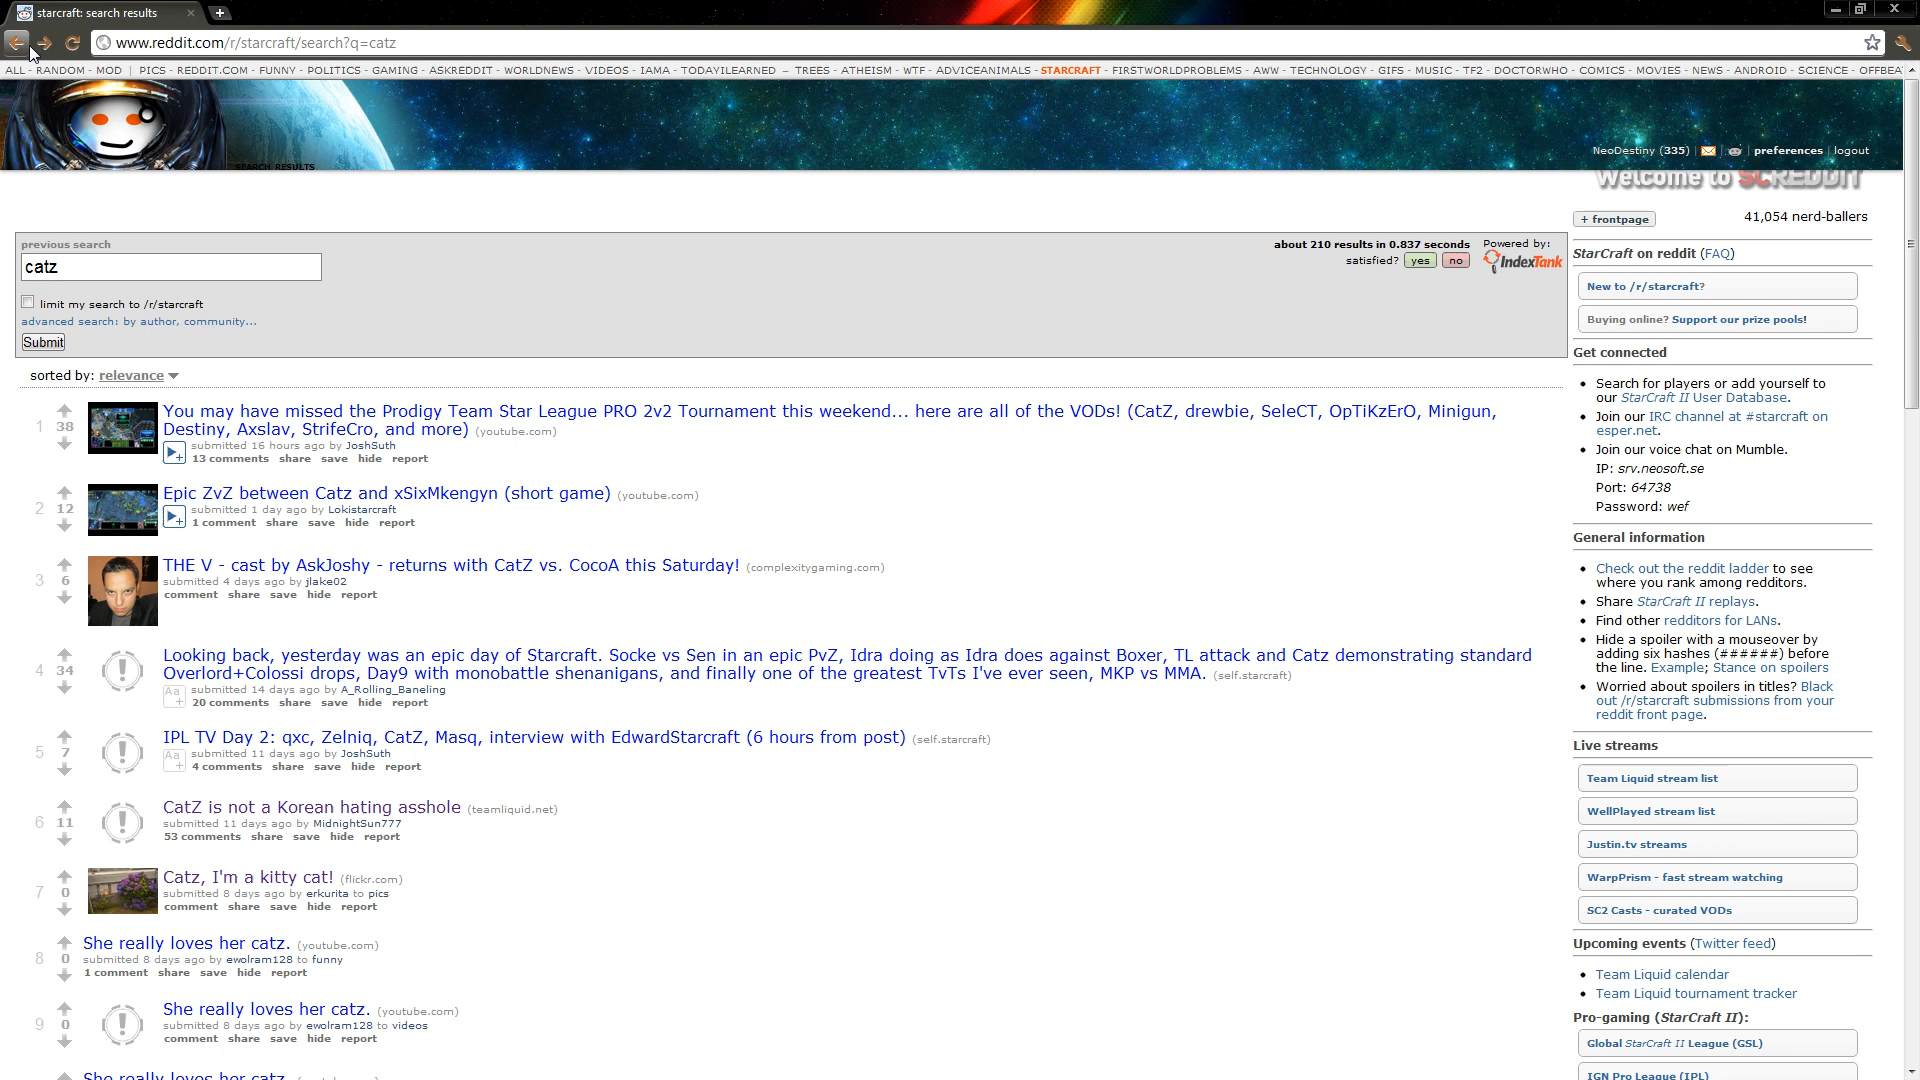 starcraft: search results
www.reddit.com/r/starcraft/search?q=catz
ALL - RANDOM - MOD | PICS - REDDIT.COM - FUNNY - POLITICS - GAMING - ASKREDDIT - WORLDNEWS - VIDEOS - IAMA - TODAYILEARNED - TREES - ATHEISM - WTF - ADVICEANIMALS - STARCRAFT - FIRSTWORLDPROBLEMS - AWW - TECHNOLOGY - GIFS - MUSIC - TF2 - DOCTORWHO - COMICS - MOVIES - NEWS - ANDROID - SCIENCE - OFFBEA
SEARCH RESULTS
NeoDestiny (335) | | | preferences | logout
Welcome to SCREDDIT
+ frontpage 41,054 nerd-ballers
previous search
catz
limit my search to /r/starcraft
advanced search: by author, community...
Submit
about 210 results in 0.837 seconds
satisfied? yes no
Powered by:
IndexTank
sorted by: relevance
1 38 You may have missed the Prodigy Team Star League PRO 2v2 Tournament this weekend... here are all of the VODs! (CatZ, drewbie, SeleCT, OpTiKzErO, Minigun,
Destiny, Axslav, StrifeCro, and more) (youtube.com)
submitted 16 hours ago by JoshSuth
13 comments share save hide report
2 12 Epic ZvZ between Catz and xSixMkengyn (short game) (youtube.com)
submitted 1 day ago by Lokistarcraft
1 comment share save hide report
3 6 THE V - cast by AskJoshy - returns with CatZ vs. CocoA this Saturday! (complexitygaming.com)
submitted 4 days ago by jlake02
comment share save hide report
4 34 Looking back, yesterday was an epic day of Starcraft. Socke vs Sen in an epic PvZ, Idra doing as Idra does against Boxer, TL attack and Catz demonstrating standard
Overlord+Colossi drops, Day9 with monobattle shenanigans, and finally one of the greatest TvTs I've ever seen, MKP vs MMA. (self.starcraft)
Aa+ submitted 14 days ago by A_Rolling_Baneling
20 comments share save hide report
5 7 IPL TV Day 2: qxc, Zelniq, CatZ, Masq, interview with EdwardStarcraft (6 hours from post) (self.starcraft)
Aa+ submitted 11 days ago by JoshSuth
4 comments share save hide report
6 11 CatZ is not a Korean hating asshole (teamliquid.net)
submitted 11 days ago by MidnightSun777
53 comments share save hide report
7 0 Catz, I'm a kitty cat! (flickr.com)
submitted 8 days ago by erkurita to pics
comment share save hide report
8 0 She really loves her catz. (youtube.com)
submitted 8 days ago by ewolram128 to funny
1 comment share save hide report
9 0 She really loves her catz. (youtube.com)
submitted 8 days ago by ewolram128 to videos
comment share save hide report
She really loves her catz.
StarCraft on reddit (FAQ)
New to /r/starcraft?
Buying online? Support our prize pools!
Get connected
Search for players or add yourself to
our StarCraft II User Database.
Join our IRC channel at #starcraft on
esper.net.
Join our voice chat on Mumble.
IP: srv.neosoft.se
Port: 64738
Password: wef
General information
Check out the reddit ladder to see
where you rank among redditors.
Share StarCraft II replays.
Find other redditors for LANs.
Hide a spoiler with a mouseover by
adding six hashes (######) before
the line. Example; Stance on spoilers
Worried about spoilers in titles? Black
out /r/starcraft submissions from your
reddit front page.
Live streams
Team Liquid stream list
WellPlayed stream list
Justin.tv streams
WarpPrism - fast stream watching
SC2 Casts - curated VODs
Upcoming events (Twitter feed)
Team Liquid calendar
Team Liquid tournament tracker
Pro-gaming (StarCraft II):
Global StarCraft II League (GSL)
IGN Pro League (IPL)